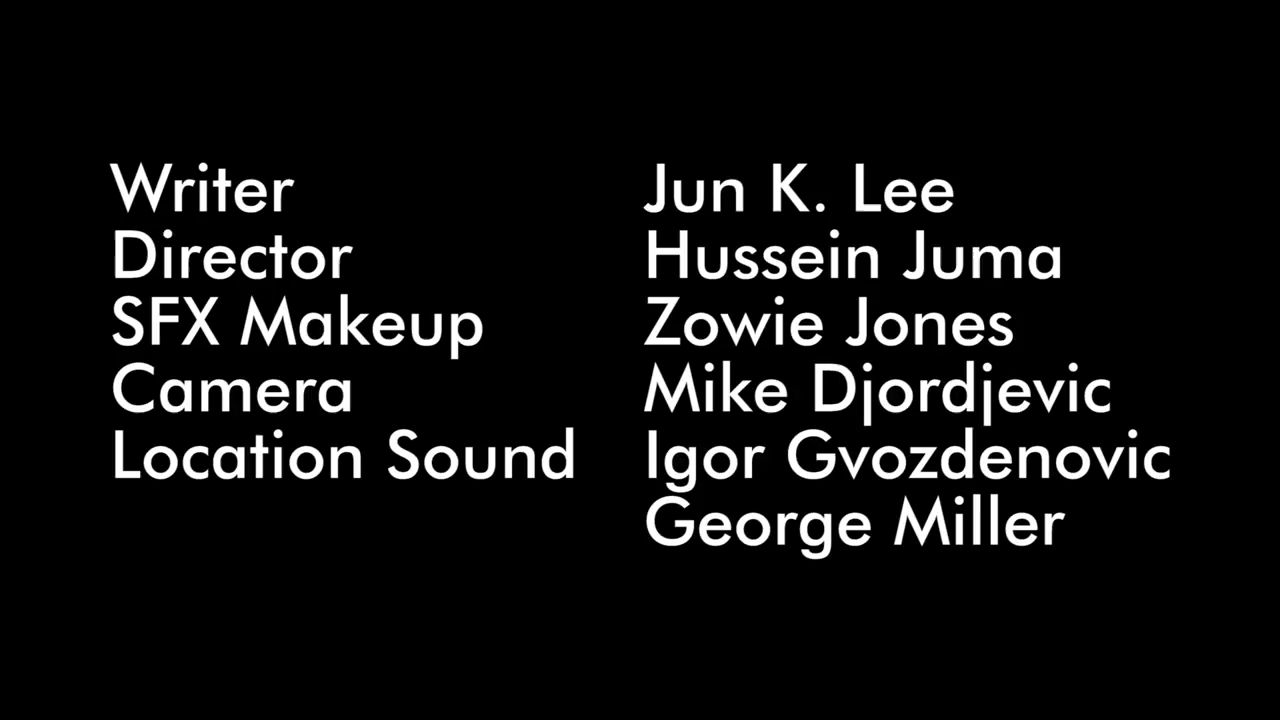 Writer Jun K. Lee
Director Hussein Juma
SFX Makeup Zowie Jones
Camera Mike Djordjevic
Location Sound Igor Gvozdenovic
George Miller